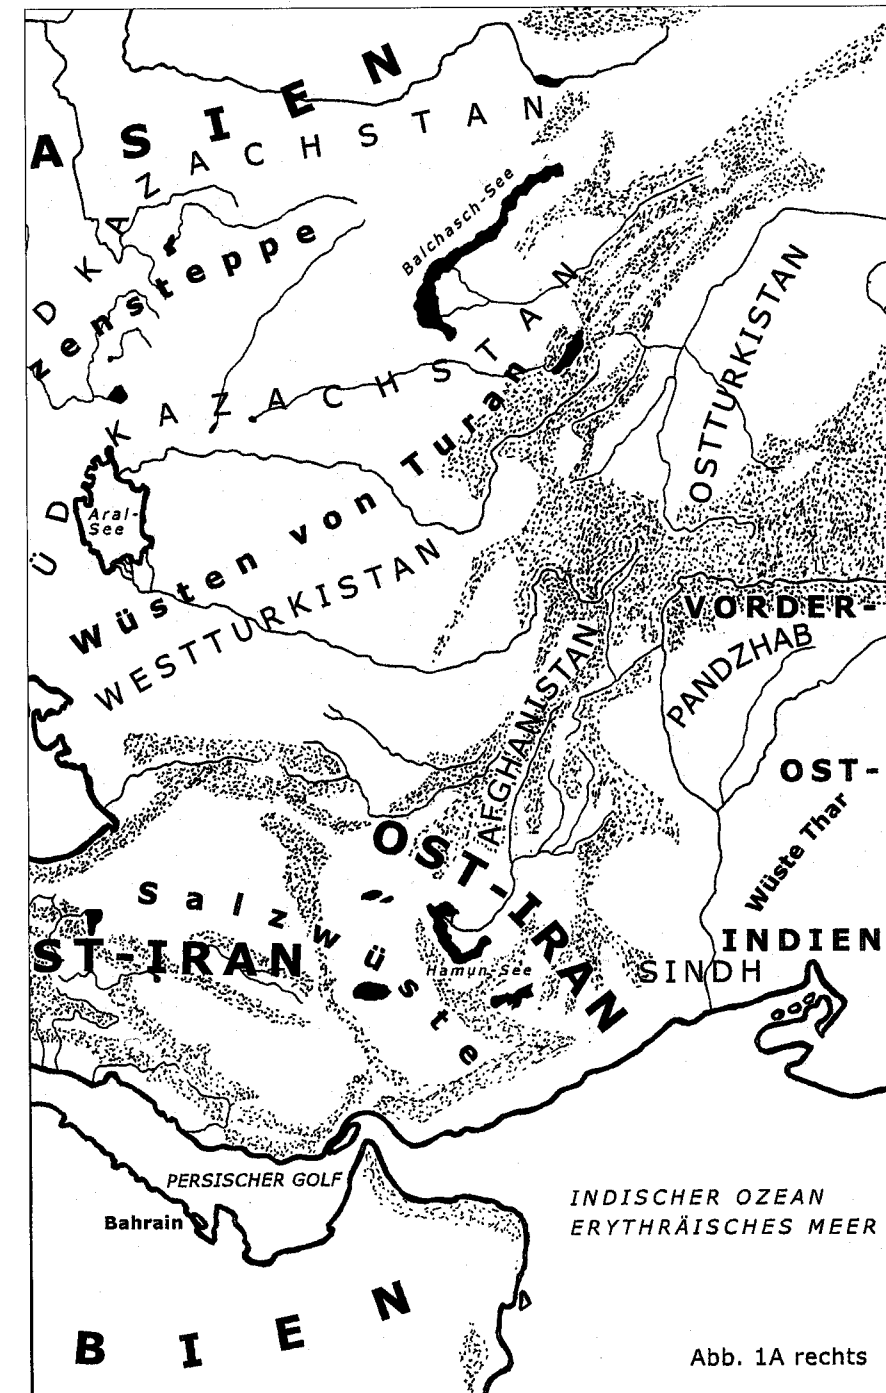 ASIEN
KAZACHSTAN
Balchasch-See
DKA
zensteppe
KAZACHSTAN
ÜD
Aral-
See
Wüsten von Turan
WESTTURKISTAN
OSTTURKISTAN
VORDER-
PANDZHAB
AFGHANISTAN
OST-
Wüste Thar
OST-IRAN
Salzwüste
ST-IRAN
INDIEN
Hamun-See
SINDH
PERSISCHER GOLF
Bahrain
INDISCHER OZEAN
ERYTHRÄISCHES MEER
BIEN
Abb. 1A rechts